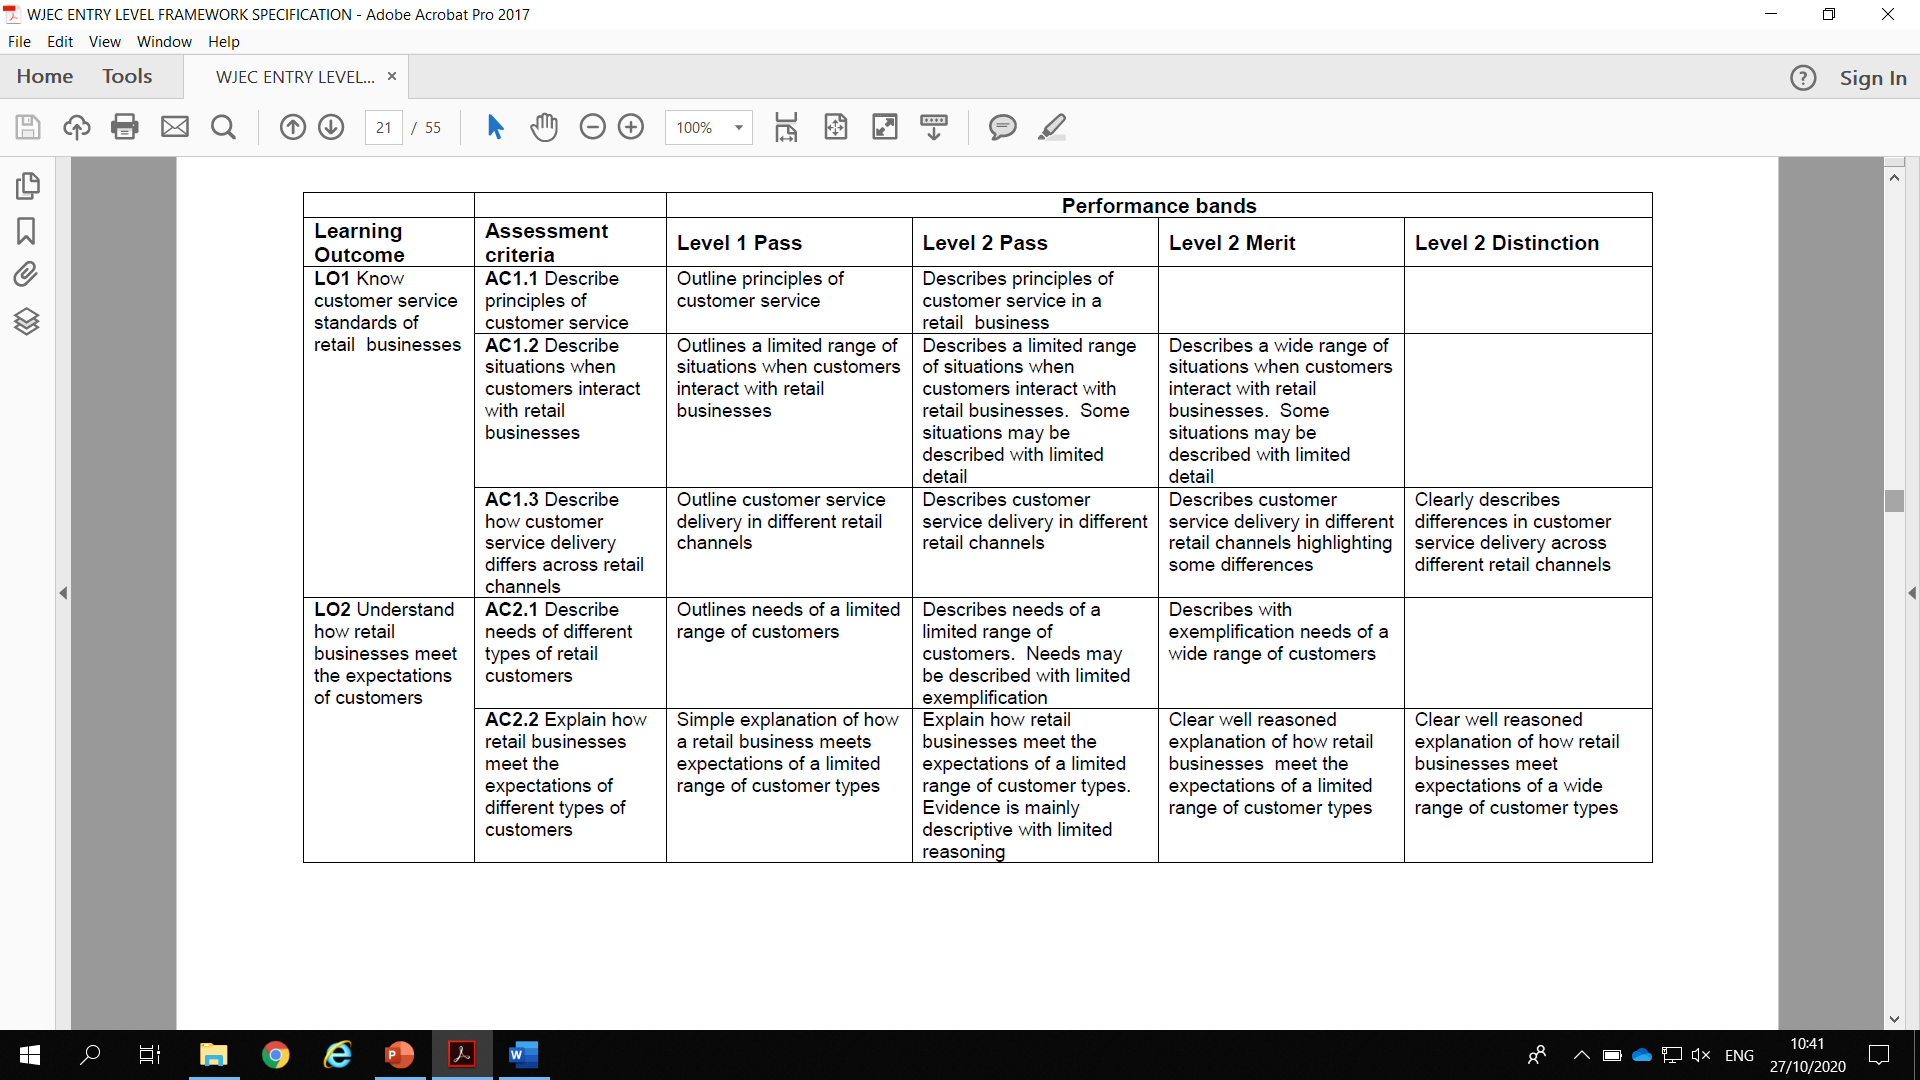 WJEC ENTRY LEVEL FRAMEWORK SPECIFICATION - Adobe Acrobat Pro 2017
File Edit View Window Help
Home Tools WJEC ENTRY LEVEL... × Sign In
21 / 55 100%
Performance bands
Learning Outcome
Assessment criteria
Level 1 Pass
Level 2 Pass
Level 2 Merit
Level 2 Distinction
LO1 Know
customer service
standards of
retail businesses
AC1.1 Describe
principles of
customer service
Outline principles of
customer service
Describes principles of
customer service in a
retail business
AC1.2 Describe
situations when
customers interact
with retail
businesses
Outlines a limited range of
situations when customers
interact with retail
businesses
Describes a limited range
of situations when
customers interact with
retail businesses. Some
situations may be
described with limited
detail
Describes a wide range of
situations when customers
interact with retail
businesses. Some
situations may be
described with limited
detail
AC1.3 Describe
how customer
service delivery
differs across retail
channels
Outline customer service
delivery in different retail
channels
Describes customer
service delivery in different
retail channels
Describes customer
service delivery in different
retail channels highlighting
some differences
Clearly describes
differences in customer
service delivery across
different retail channels
LO2 Understand
how retail
businesses meet
the expectations
of customers
AC2.1 Describe
needs of different
types of retail
customers
Outlines needs of a limited
range of customers
Describes needs of a
limited range of
customers. Needs may
be described with limited
exemplification
Describes with
exemplification needs of a
wide range of customers
AC2.2 Explain how
retail businesses
meet the
expectations of
different types of
customers
Simple explanation of how
a retail business meets
expectations of a limited
range of customer types
Explain how retail
businesses meet the
expectations of a limited
range of customer types.
Evidence is mainly
descriptive with limited
reasoning
Clear well reasoned
explanation of how retail
businesses meet the
expectations of a limited
range of customer types
Clear well reasoned
explanation of how retail
businesses meet
expectations of a wide
range of customer types
ENG
10:41
27/10/2020